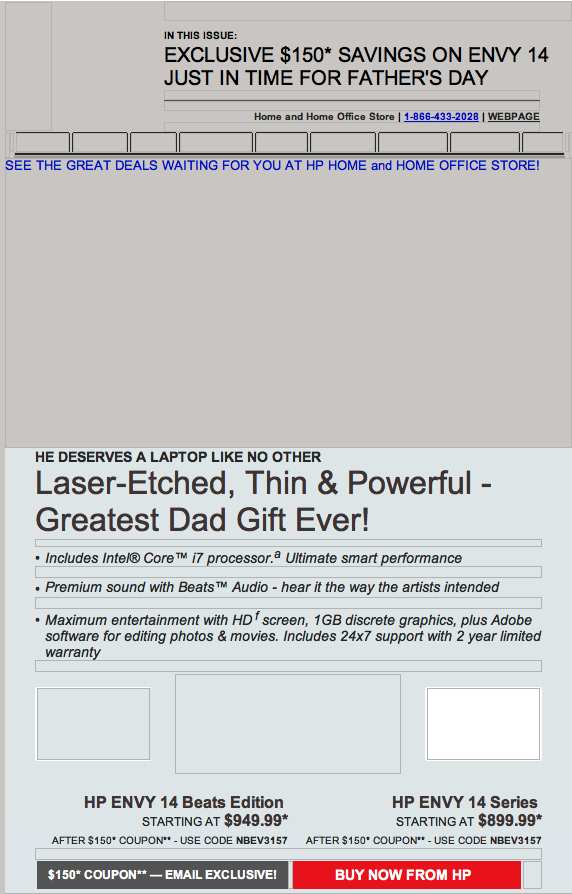 IN THIS ISSUE:
EXCLUSIVE $150* SAVINGS ON ENVY 14
JUST IN TIME FOR FATHER'S DAY
Home and Home Office Store | 1-866-433-2028 | WEBPAGE
SEE THE GREAT DEALS WAITING FOR YOU AT HP HOME and HOME OFFICE STORE!
HE DESERVES A LAPTOP LIKE NO OTHER
Laser-Etched, Thin & Powerful -
Greatest Dad Gift Ever!
• Includes Intel® Core™ i7 processor.a Ultimate smart performance
• Premium sound with Beats™ Audio - hear it the way the artists intended
• Maximum entertainment with HD f screen, 1GB discrete graphics, plus Adobe
software for editing photos & movies. Includes 24x7 support with 2 year limited
warranty
HP ENVY 14 Beats Edition
STARTING AT $949.99*
AFTER $150* COUPON** - USE CODE NBEV3157
HP ENVY 14 Series
STARTING AT $899.99*
AFTER $150* COUPON** - USE CODE NBEV3157
$150* COUPON** — EMAIL EXCLUSIVE!
BUY NOW FROM HP